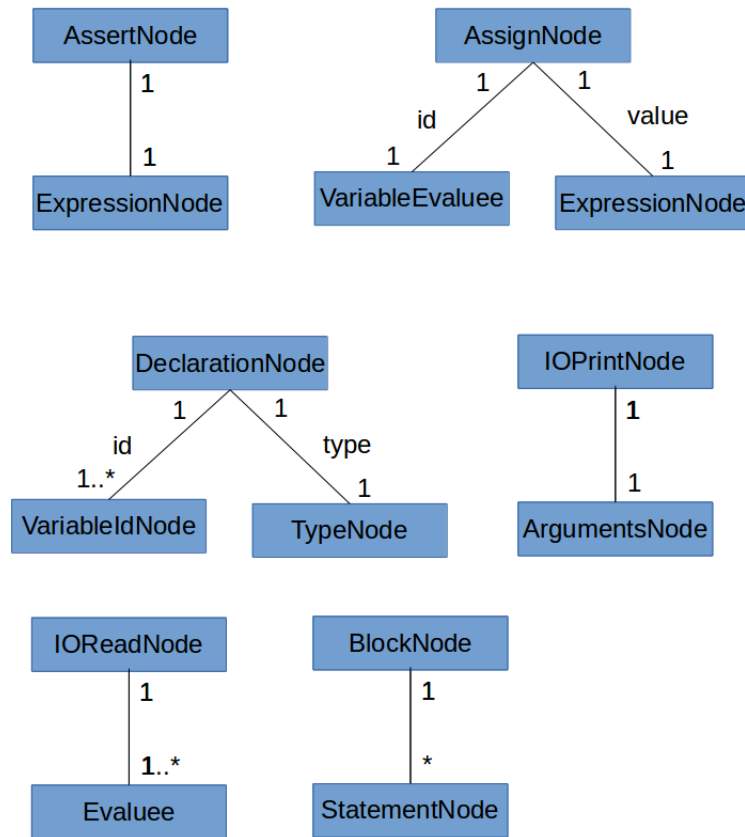 AssertNode
1
1
ExpressionNode
AssignNode
1
1
id
value
1
1
VariableEvaluee
ExpressionNode
DeclarationNode
1
1
id
type
1..*
1
VariableIdNode
TypeNode
IOPrintNode
1
1
ArgumentsNode
IOReadNode
1
1..*
Evaluee
BlockNode
1
*
StatementNode